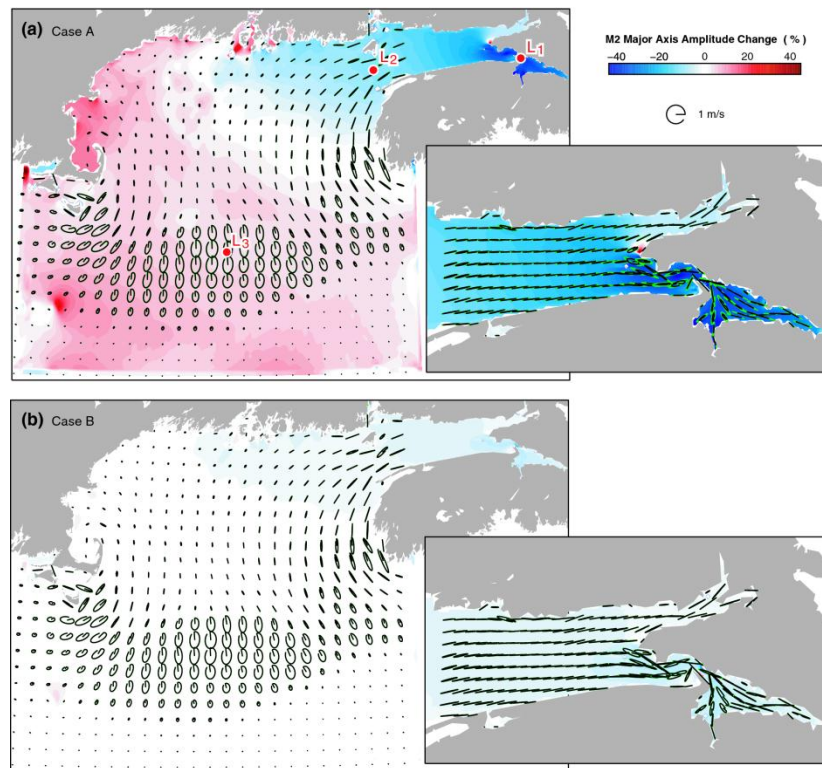 (a) Case A
M2 Major Axis Amplitude Change ( % )
−40 −20 0 20 40
1 m/s
L1
L2
L3
(b) Case B